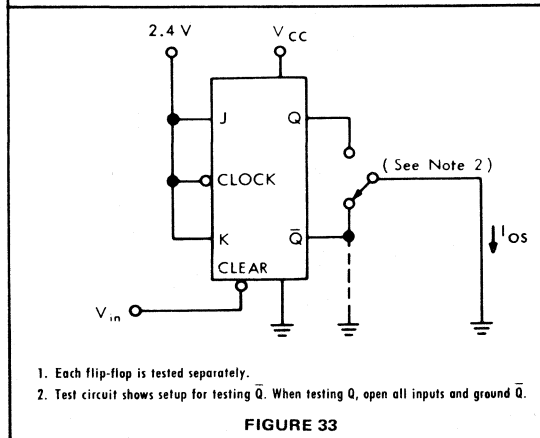 2.4 V
V CC
J
Q
(See Note 2)
CLOCK
K
Q̅
IOS
CLEAR
Vin
1. Each flip-flop is tested separately.
2. Test circuit shows setup for testing Q̅. When testing Q, open all inputs and ground Q̅.
FIGURE 33